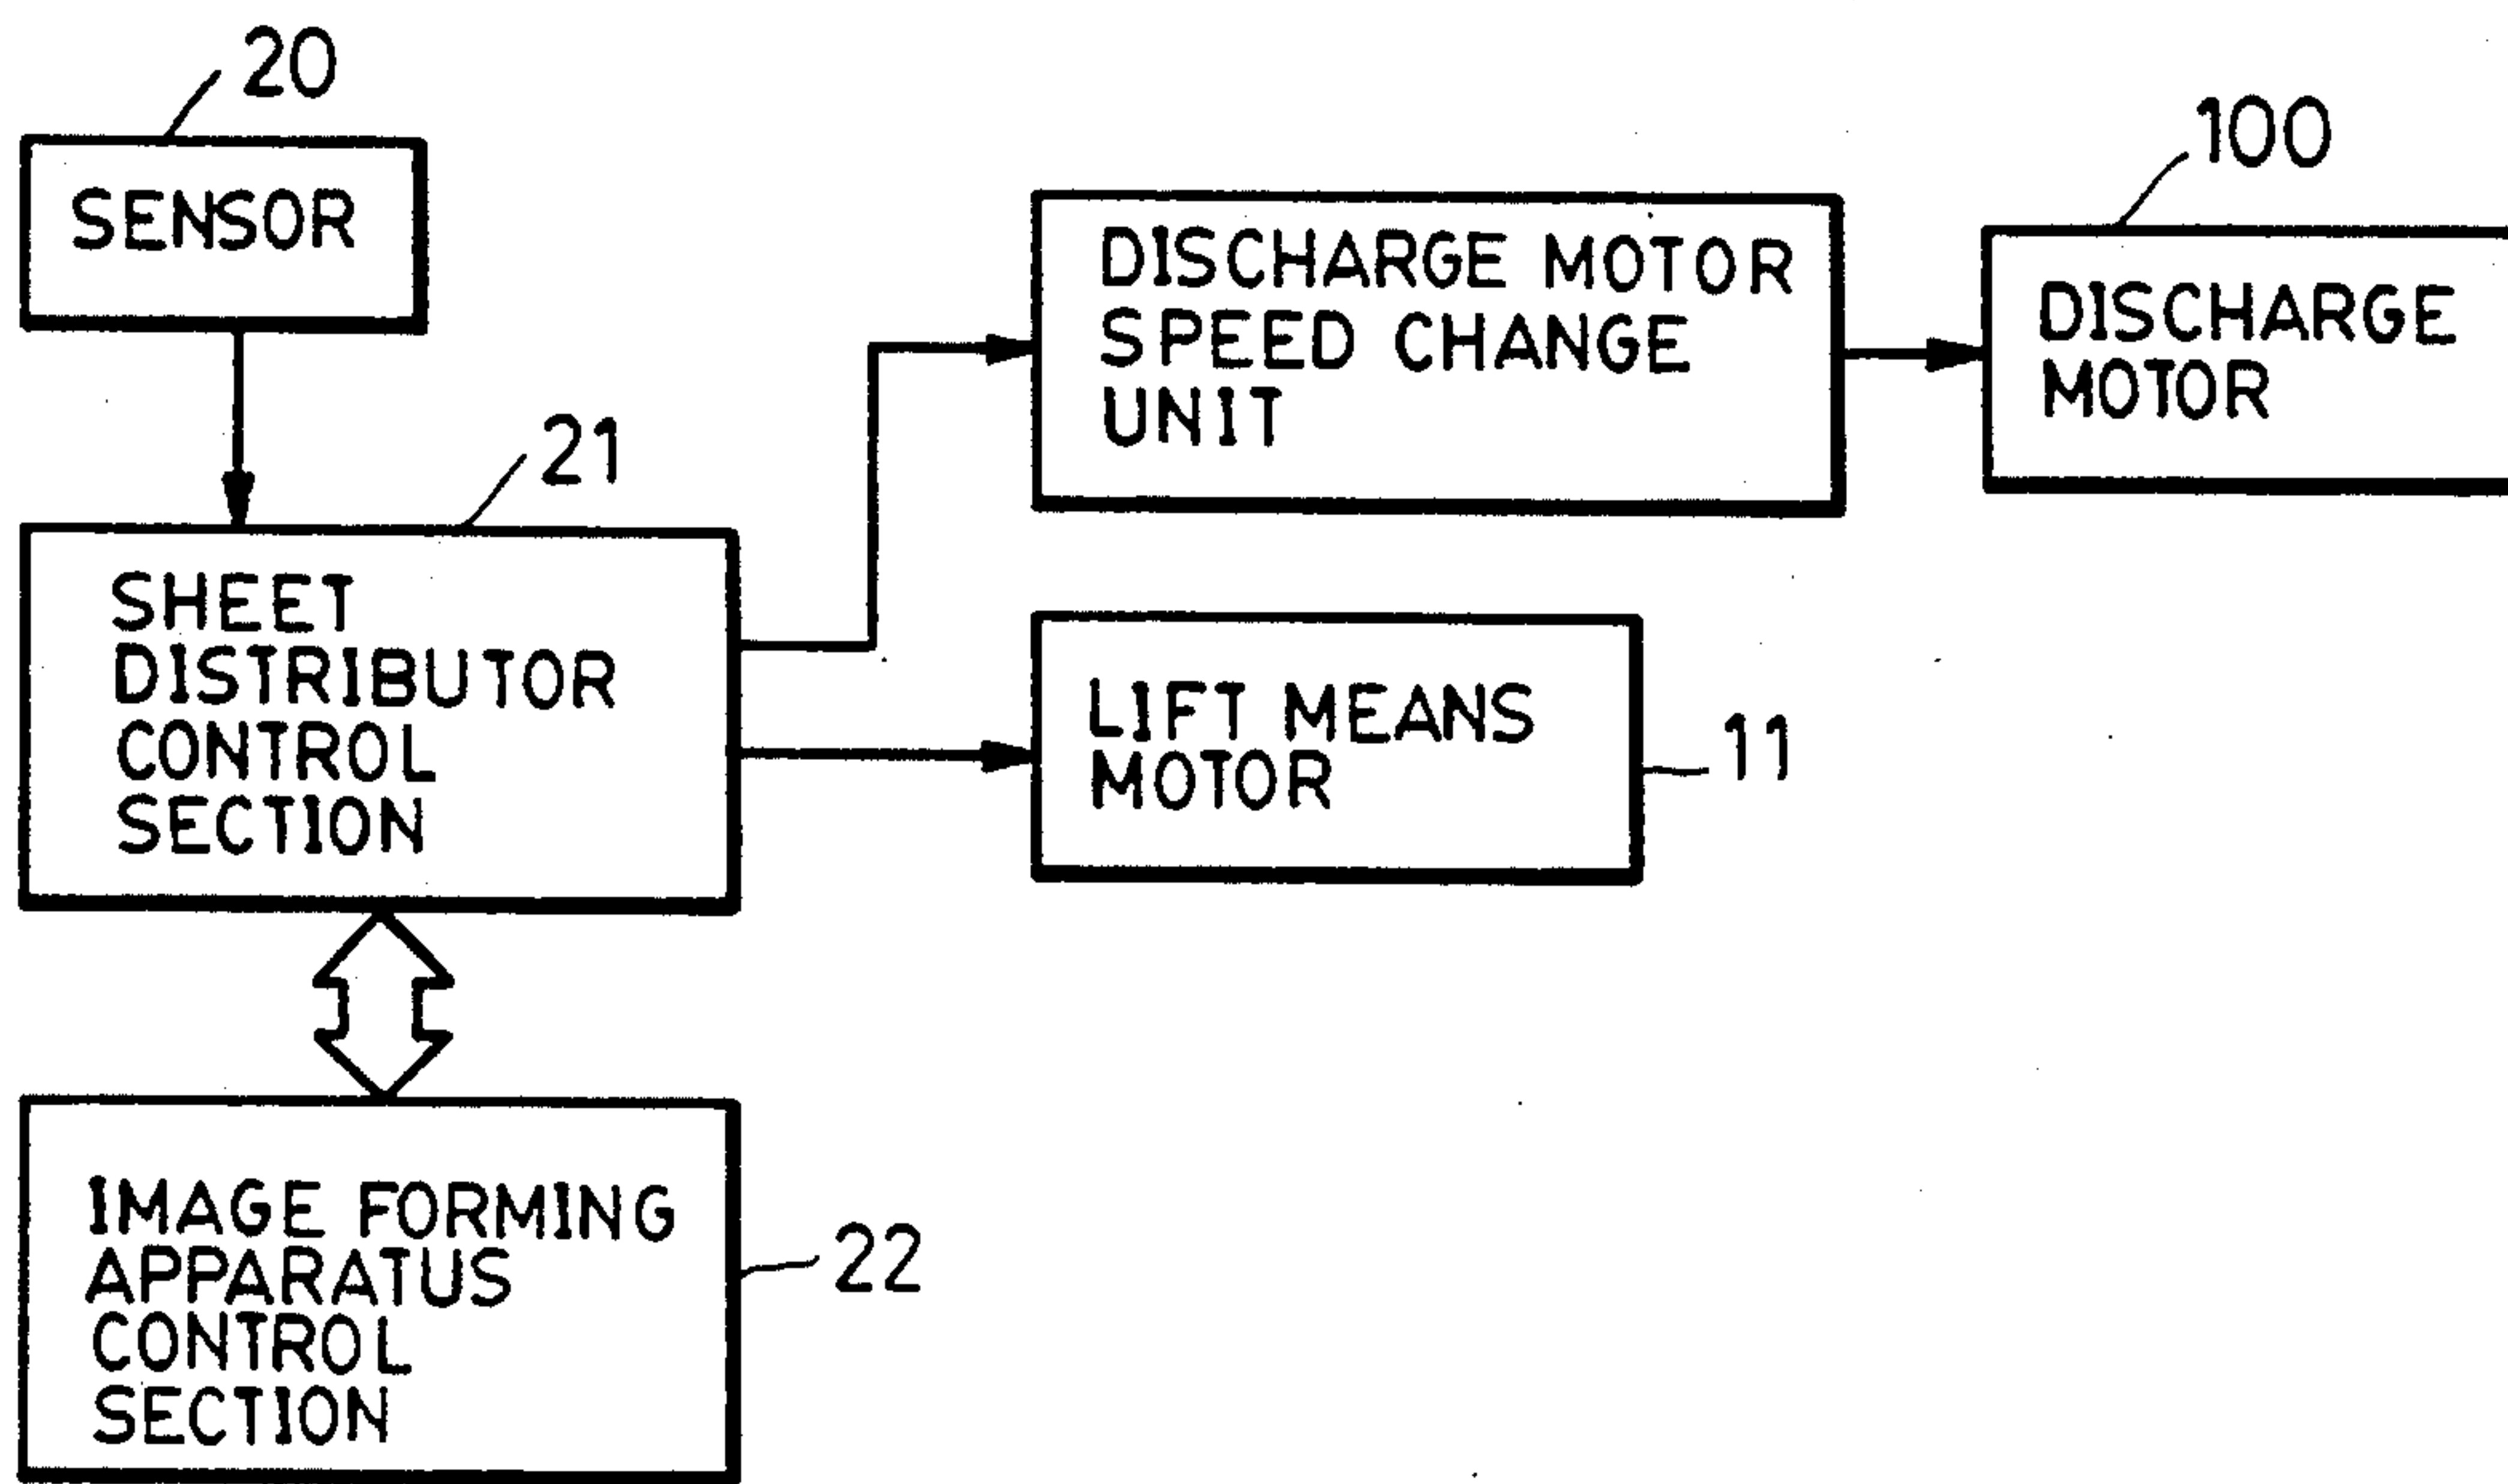 20
SENSOR
100
DISCHARGE MOTOR
SPEED CHANGE
UNIT
DISCHARGE
MOTOR
21
SHEET
DISTRIBUTOR
CONTROL
SECTION
LIFT MEANS
MOTOR
11
IMAGE FORMING
APPARATUS
CONTROL
SECTION
22